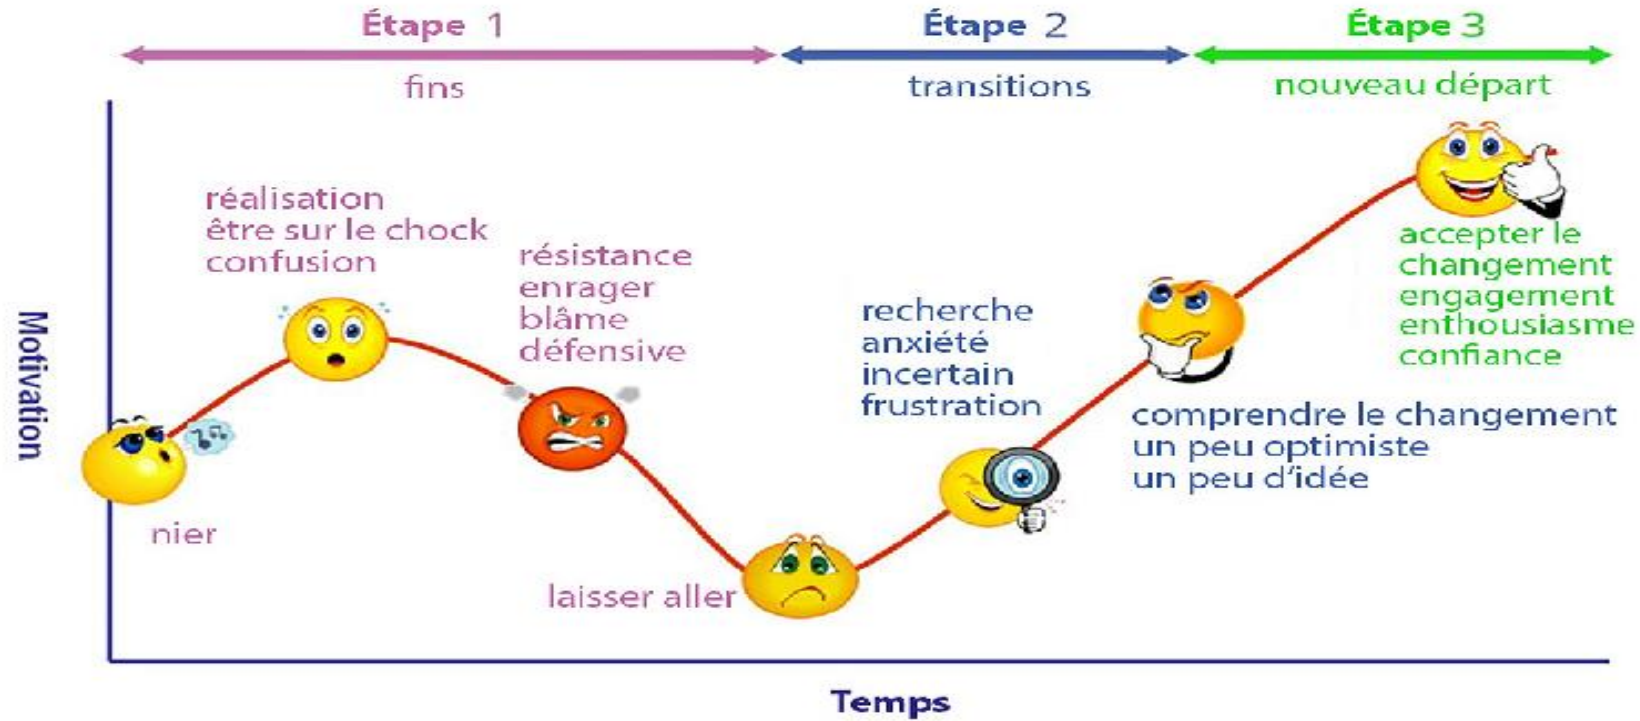 Étape 1
Étape 2
Étape 3
fins
transitions
nouveau départ
réalisation
être sur le chock
confusion
résistance
enrager
blâme
défensive
recherche
anxiété
incertain
frustration
accepter le
changement
engagement
enthousiasme
confiance
comprendre le changement
un peu optimiste
un peu d'idée
nier
laisser aller
Motivation
Temps